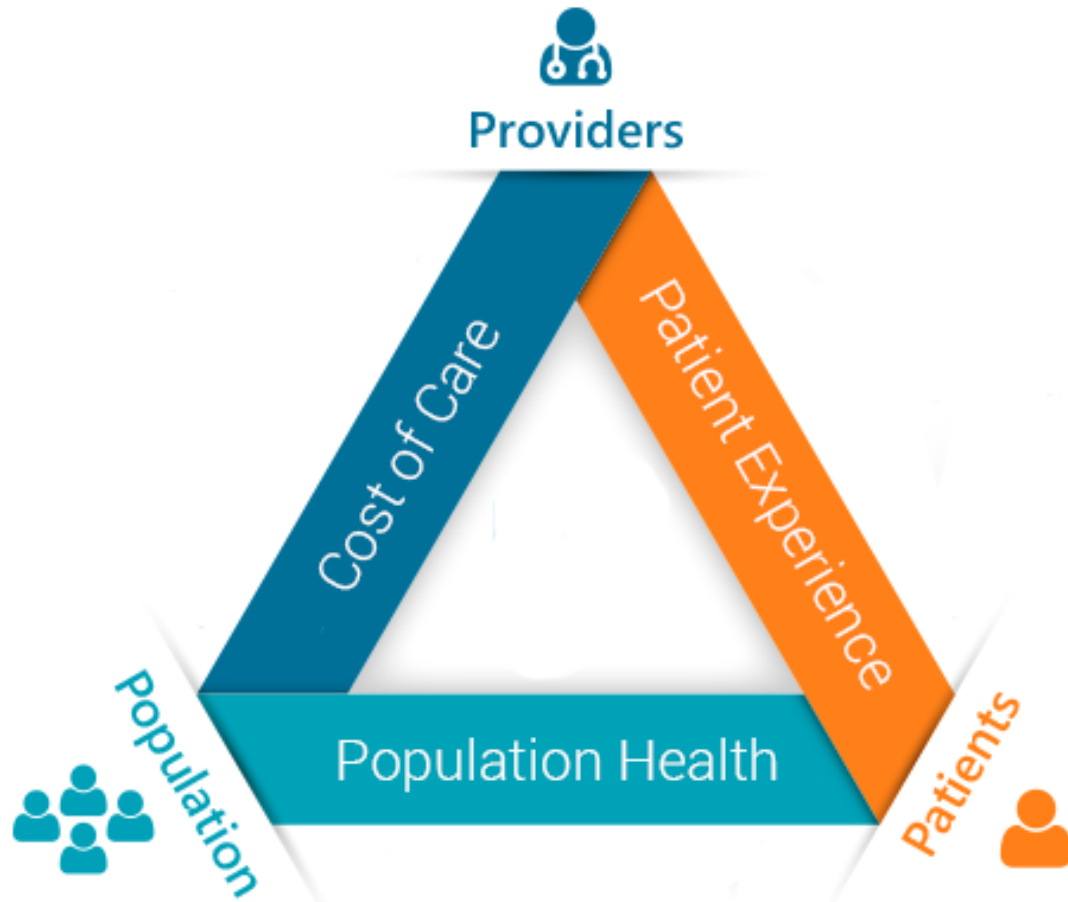 Providers
Cost of Care
Patient Experience
Population Health
Population
Patients